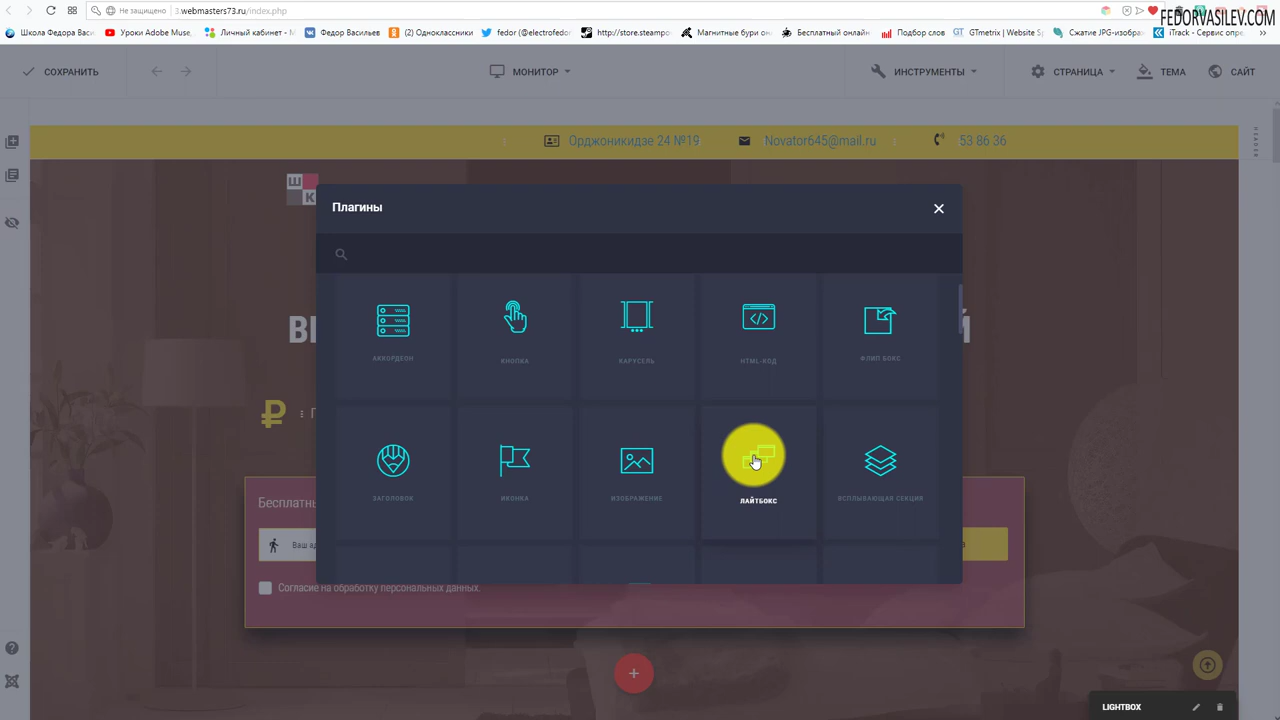 Не защищено
3.webmasters73.ru/index.php
FEDORVASILEV.COM
Школа Федора Васи
Уроки Adobe Muse,
Личный кабинет - M
Федор Васильев
(2) Одноклассники
fedor (@electrofedor)
http://store.steampo
Магнитные бури он
Бесплатный онлайн
Подбор слов
GTmetrix | Website Sp
Сжатие JPG-изобра
iTrack - Сервис опре
СОХРАНИТЬ
МОНИТОР
ИНСТРУМЕНТЫ
СТРАНИЦА
ТЕМА
САЙТ
Орджоникидзе 24 №19
Novator645@mail.ru
53 86 36
HEADER
Ш
К
Плагины
АККОРДЕОН
КНОПКА
КАРУСЕЛЬ
HTML-КОД
ФЛИП БОКС
ЗАГОЛОВОК
ИКОНКА
ИЗОБРАЖЕНИЕ
ЛАЙТБОКС
ВСПЛЫВАЮЩАЯ СЕКЦИЯ
Бесплатны
Ваш ад
Согласие на обработку персональных данных.
LIGHTBOX